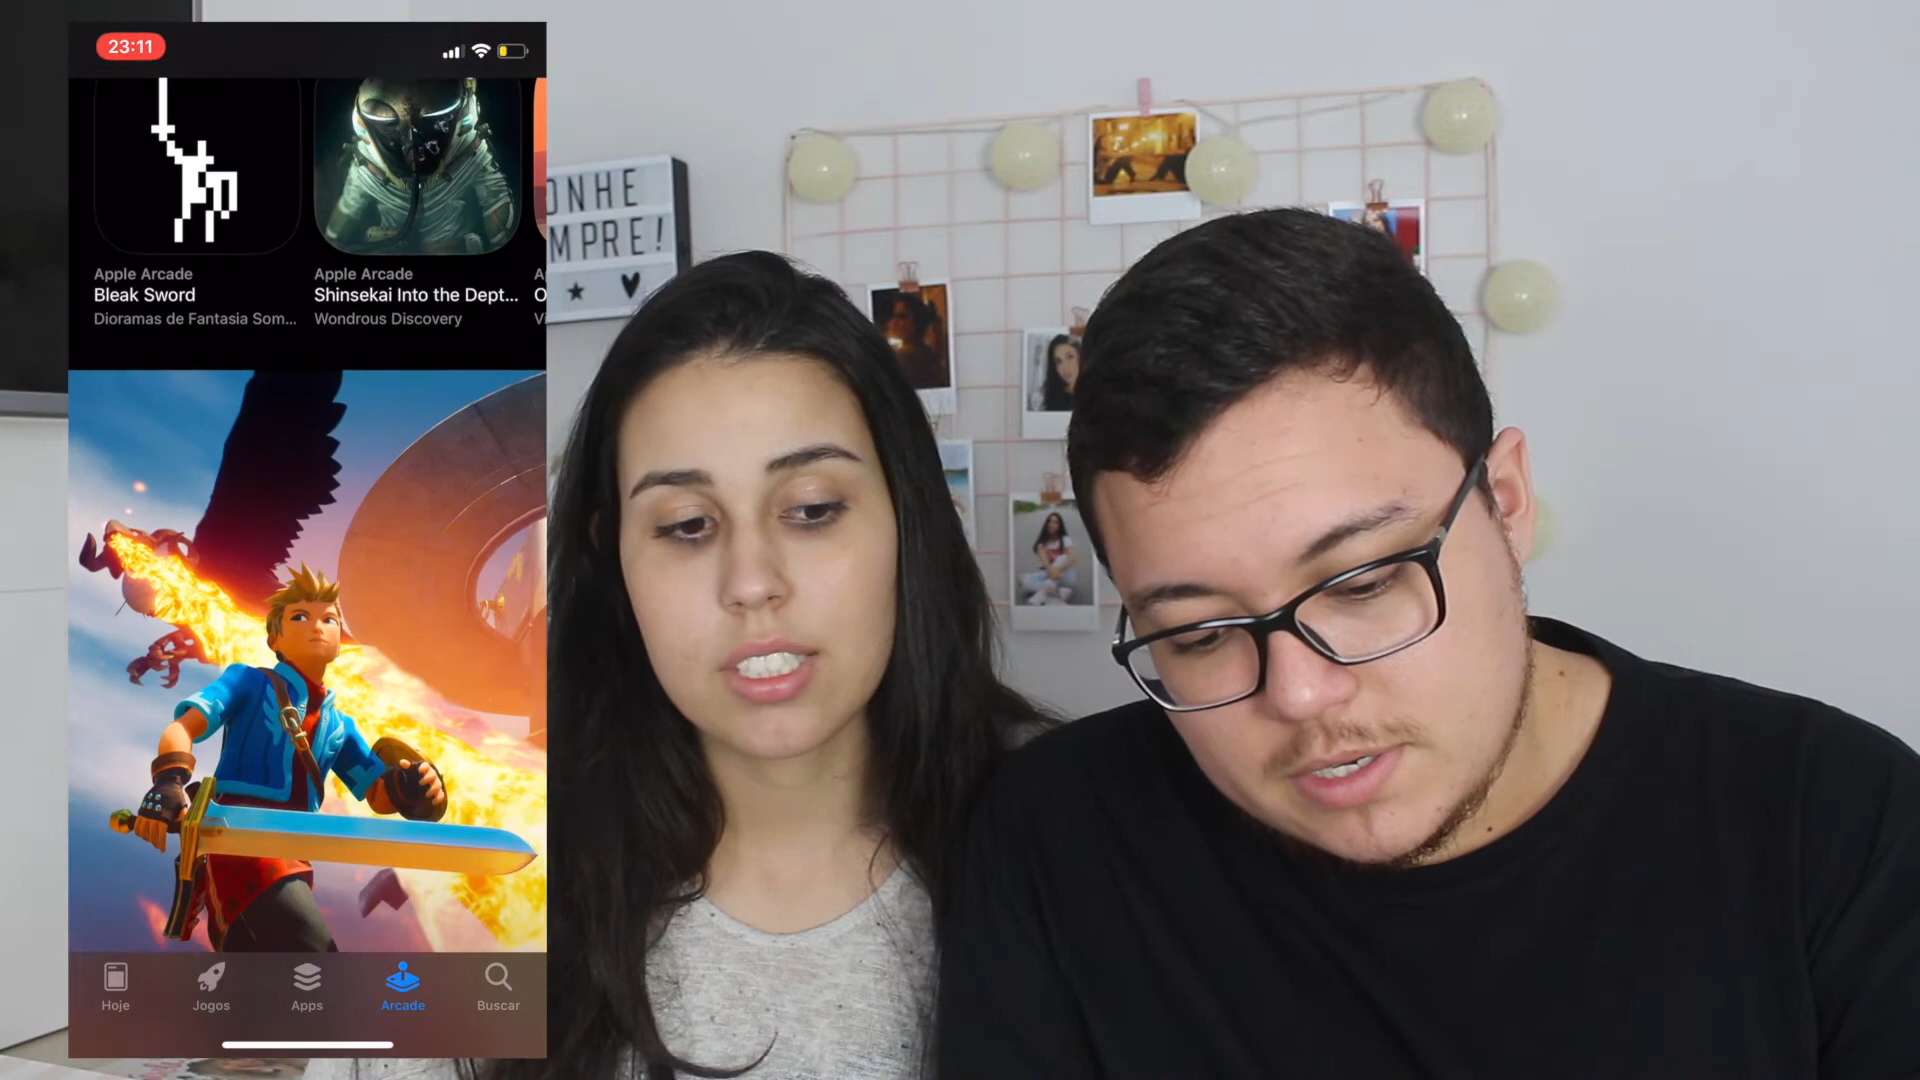 23:11
Apple Arcade
Bleak Sword
Dioramas de Fantasia Som...
Apple Arcade
Shinsekai Into the Dept...
Wondrous Discovery
ONHE
MPRE!
Hoje
Jogos
Apps
Arcade
Buscar